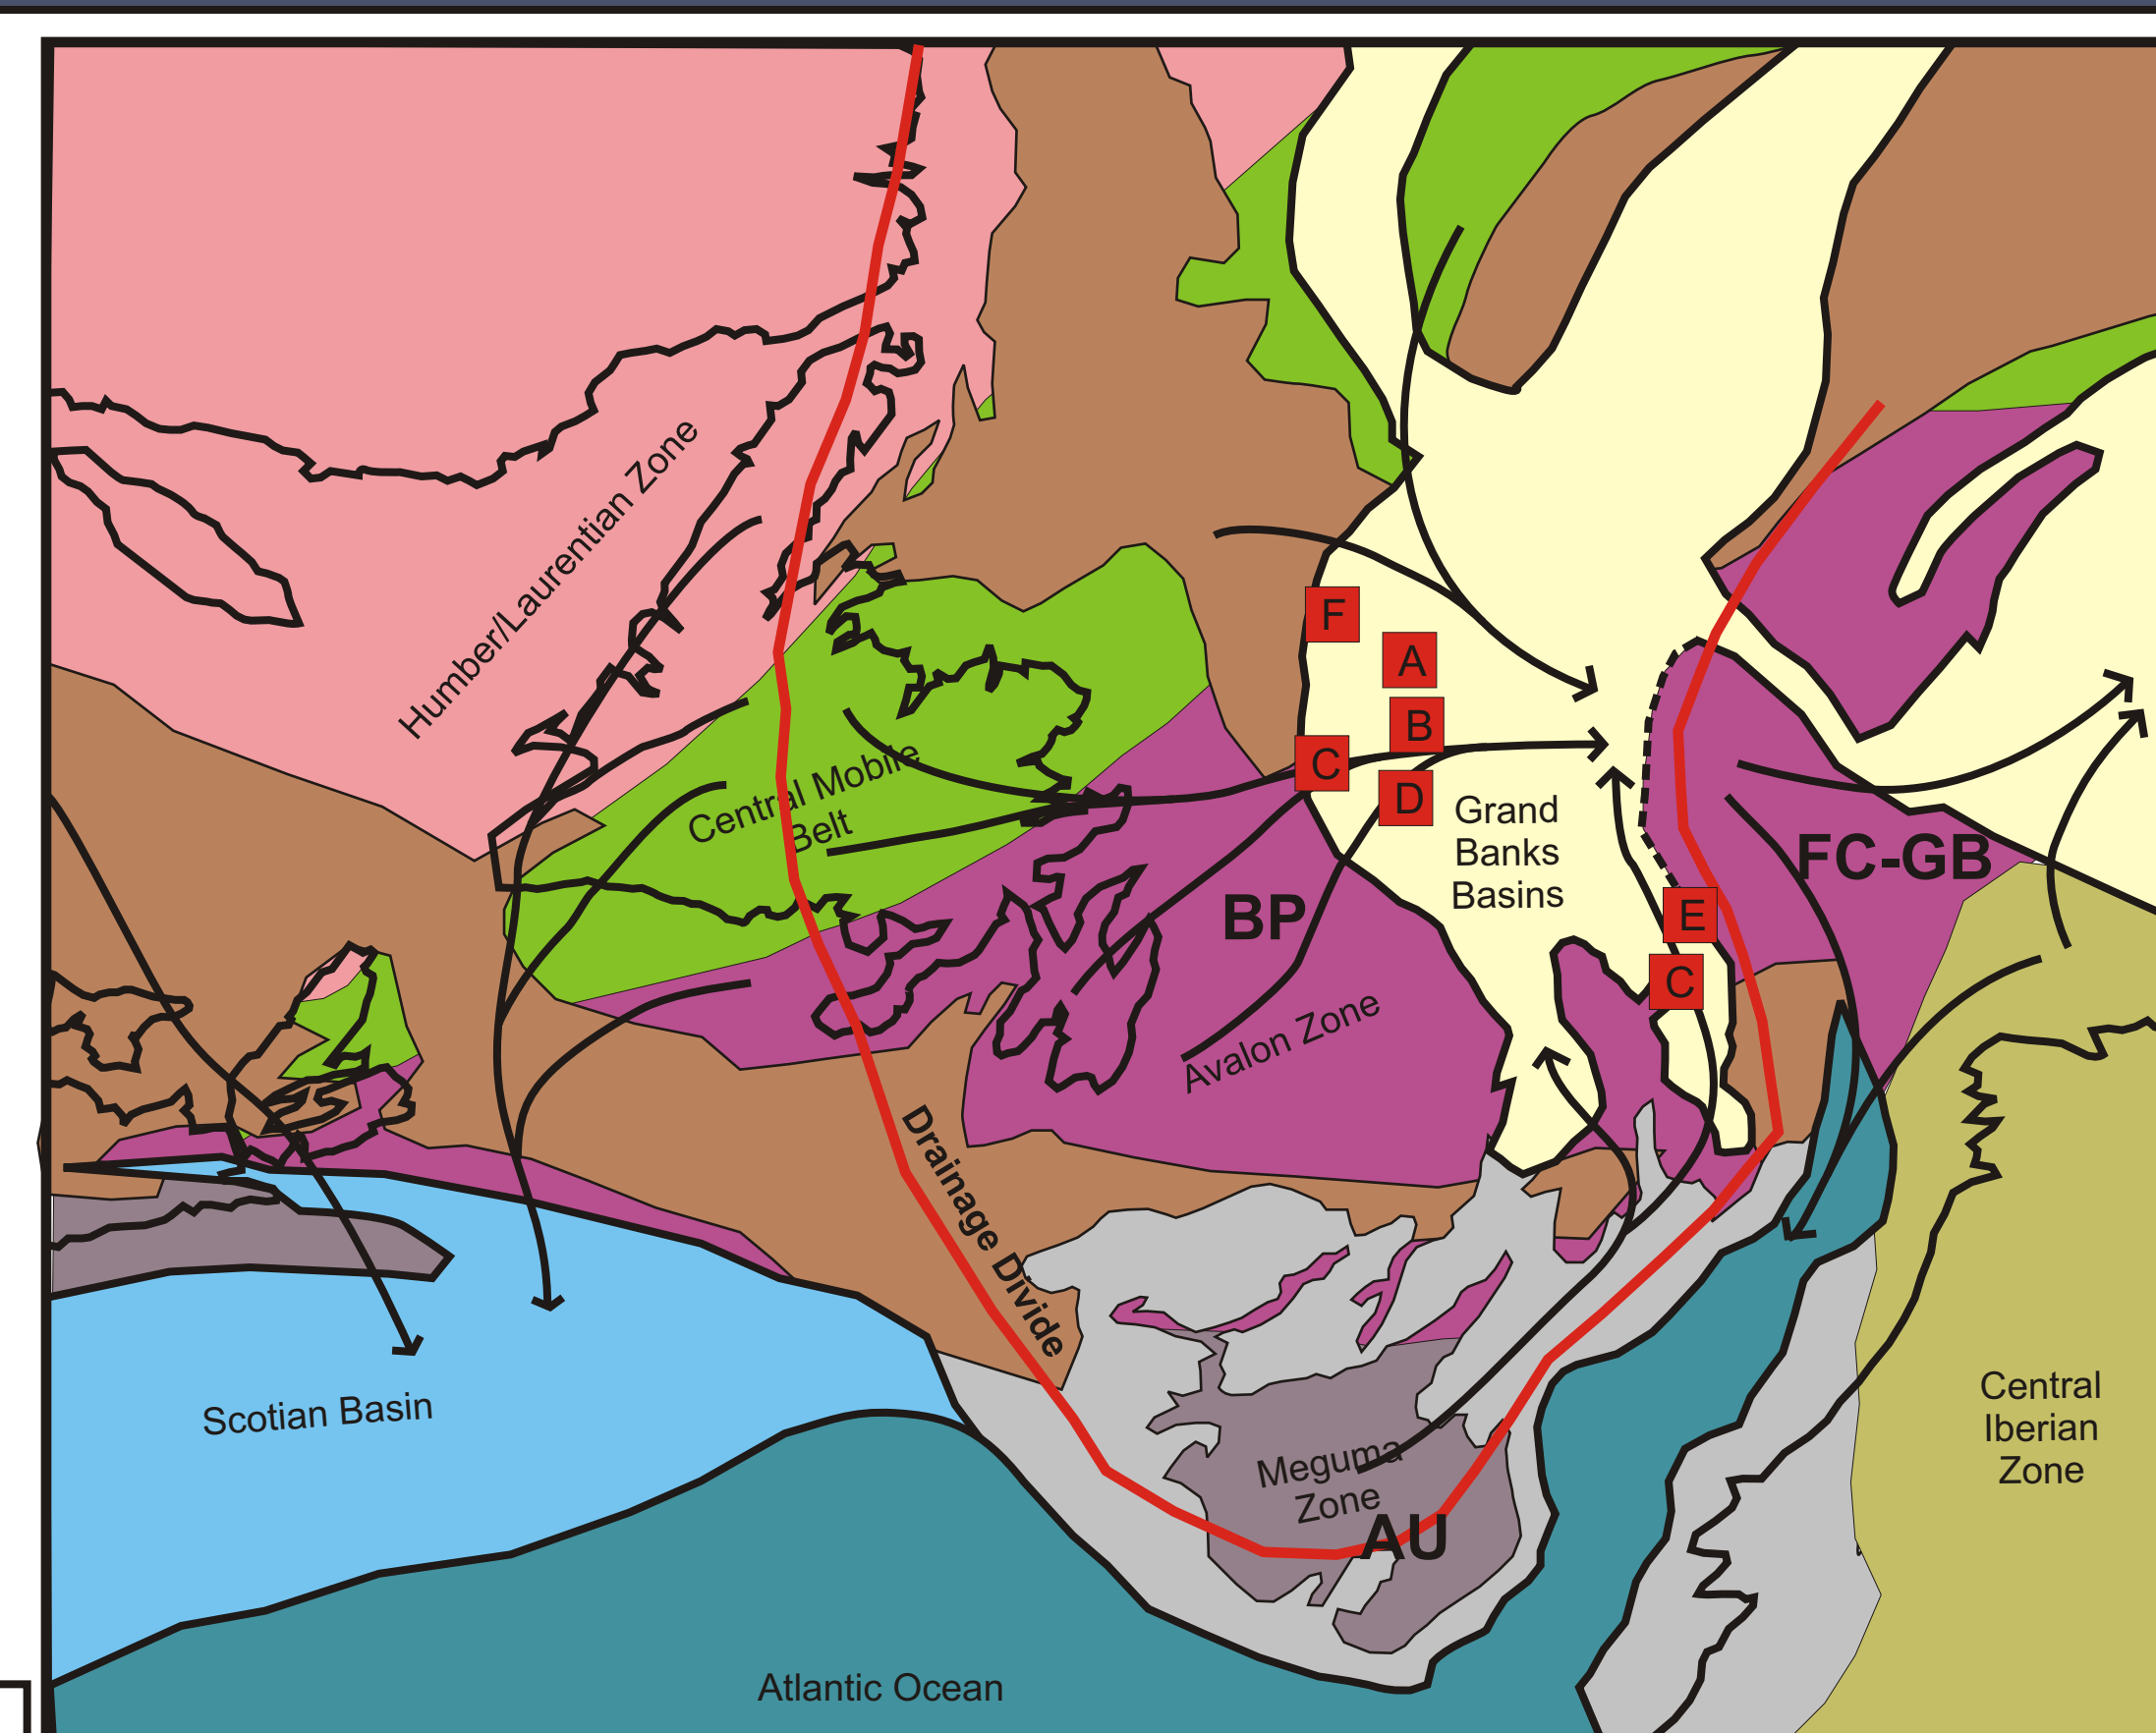 Humber/Laurentian Zone
F
A
B
C
D
Central Mobile
Belt
Grand
Banks
Basins
FC-GB
BP
E
C
Avalon Zone
Drainage Divide
Scotian Basin
Central
Iberian
Zone
Meguma
Zone
AU
Atlantic Ocean